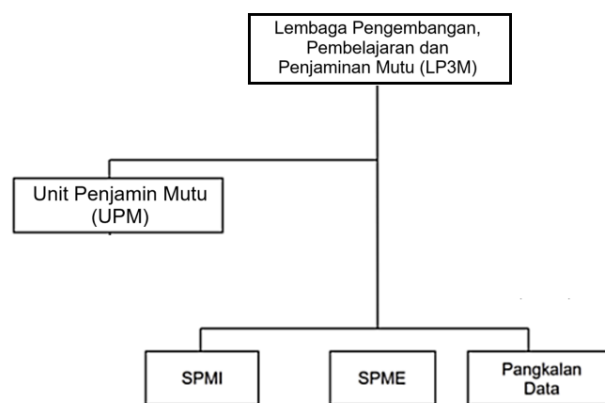 Lembaga Pengembangan,
Pembelajaran dan
Penjaminan Mutu (LP3M)
Unit Penjamin Mutu
(UPM)
SPMI
SPME
Pangkalan
Data